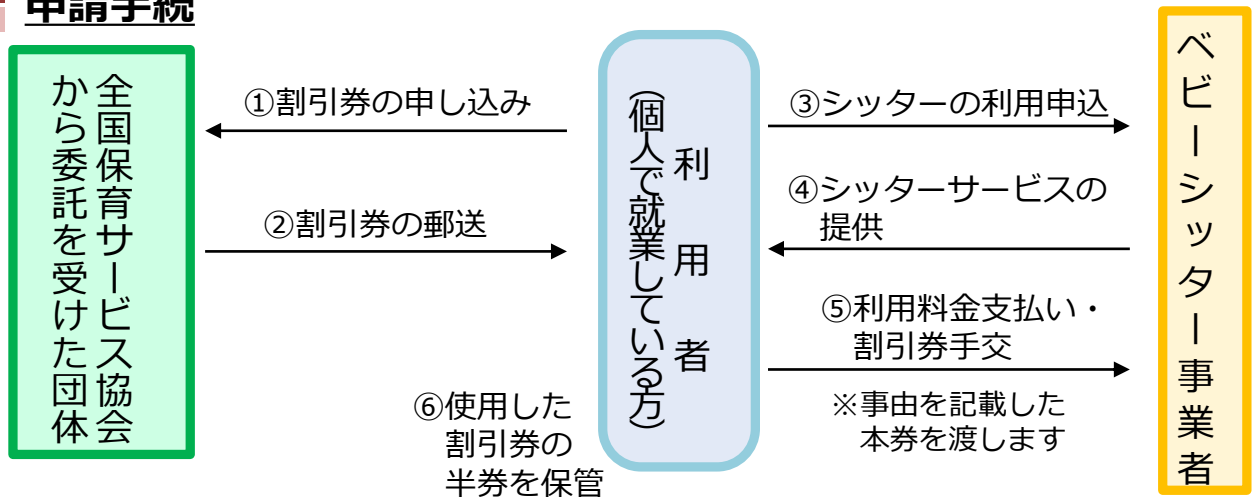 申請手続
全国保育サービス協会
から委託を受けた団体
①割引券の申し込み
②割引券の郵送
利用者
(個人で就業している方)
⑥使用した
割引券の
半券を保管
③シッターの利用申込
④シッターサービスの
提供
⑤利用料金支払い・
割引券手交
※事由を記載した
本券を渡します
ベビーシッター事業者